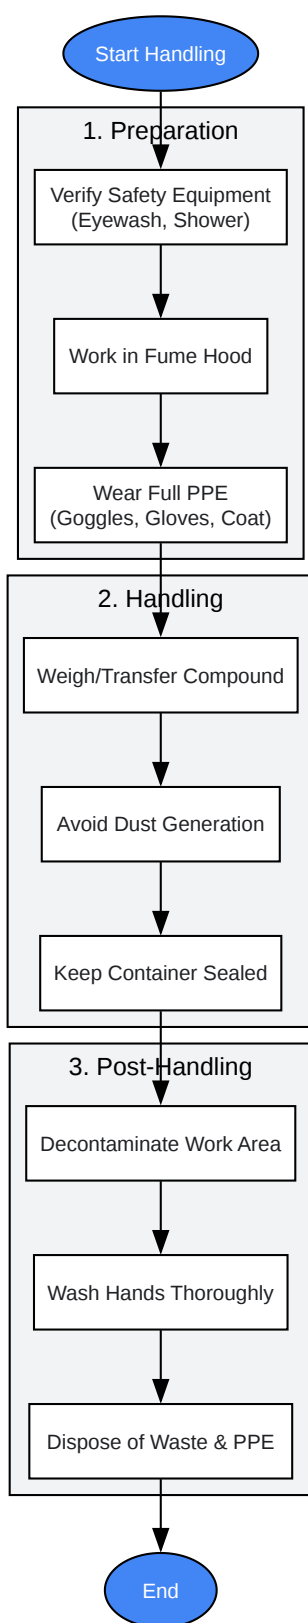 Start Handling
1. Preparation
Verify Safety Equipment
(Eyewash, Shower)
Work in Fume Hood
Wear Full PPE
(Goggles, Gloves, Coat)
2. Handling
Weigh/Transfer Compound
Avoid Dust Generation
Keep Container Sealed
3. Post-Handling
Decontaminate Work Area
Wash Hands Thoroughly
Dispose of Waste & PPE
End